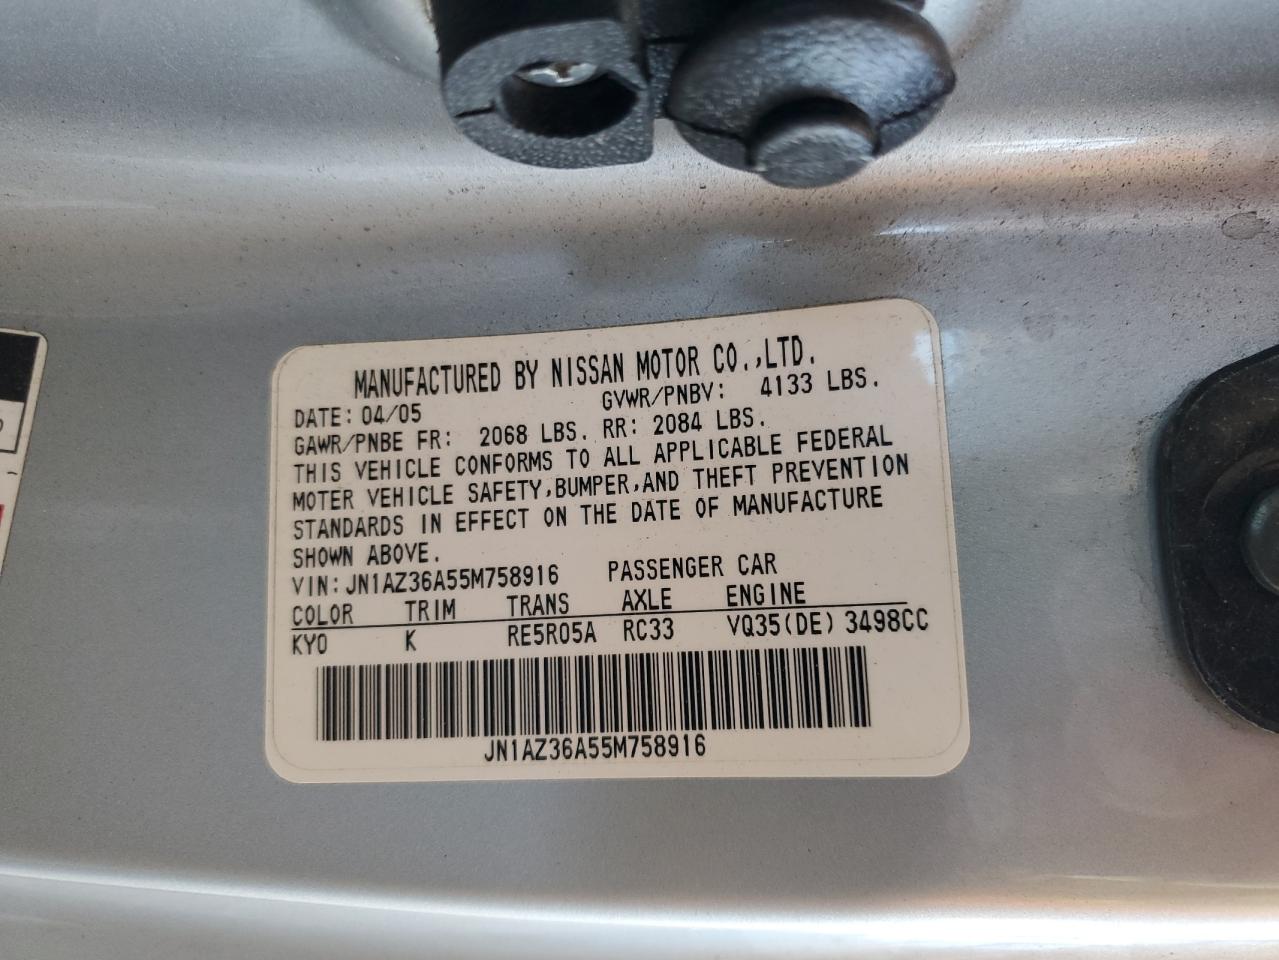 MANUFACTURED BY NISSAN MOTOR CO.,LTD.
DATE: 04/05 GVWR/PNBV: 4133 LBS.
GAWR/PNBE FR: 2068 LBS. RR: 2084 LBS.
THIS VEHICLE CONFORMS TO ALL APPLICABLE FEDERAL
MOTER VEHICLE SAFETY,BUMPER,AND THEFT PREVENTION
STANDARDS IN EFFECT ON THE DATE OF MANUFACTURE
SHOWN ABOVE.
VIN:JN1AZ36A55M758916 PASSENGER CAR
COLOR TRIM TRANS AXLE ENGINE
KY0 K RE5R05A RC33 VQ35(DE) 3498CC
JN1AZ36A55M758916